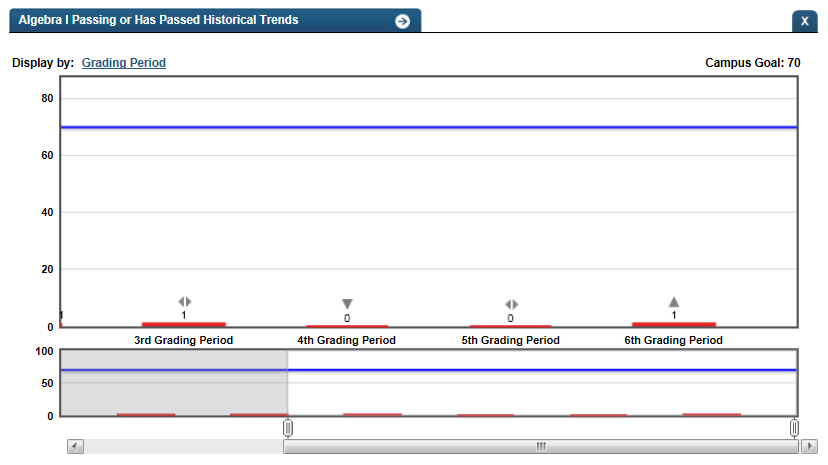 Algebra I Passing or Has Passed Historical Trends
X
Display by: Grading Period
Campus Goal: 70
80
60
40
20
0
1
1
0
0
1
3rd Grading Period
4th Grading Period
5th Grading Period
6th Grading Period
100
50
0